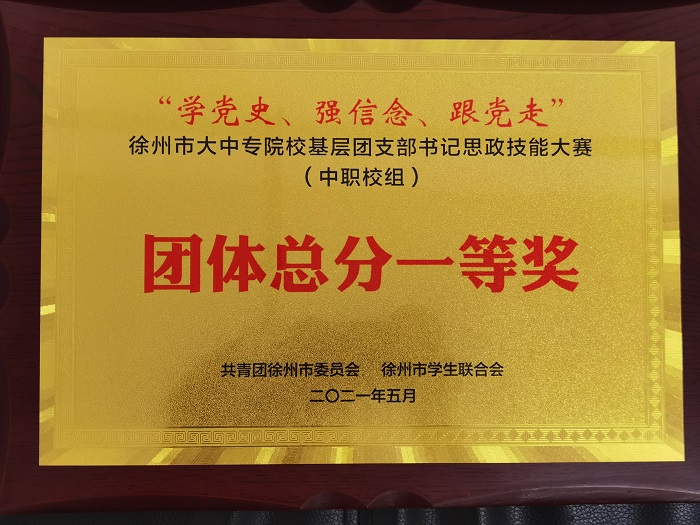 “学党史、强信念、跟党走”
徐州市大中专院校基层团支部书记思政技能大赛
（中职校组）
团体总分一等奖
共青团徐州市委员会 徐州市学生联合会
二〇二一年五月